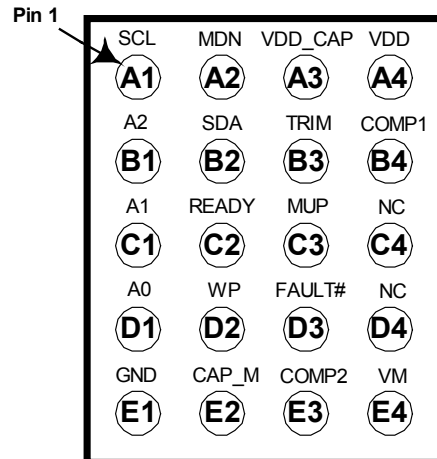 Pin 1
SCL MDN VDD_CAP VDD
A1 A2 A3 A4
A2 SDA TRIM COMP1
B1 B2 B3 B4
A1 READY MUP NC
C1 C2 C3 C4
A0 WP FAULT# NC
D1 D2 D3 D4
GND CAP_M COMP2 VM
E1 E2 E3 E4